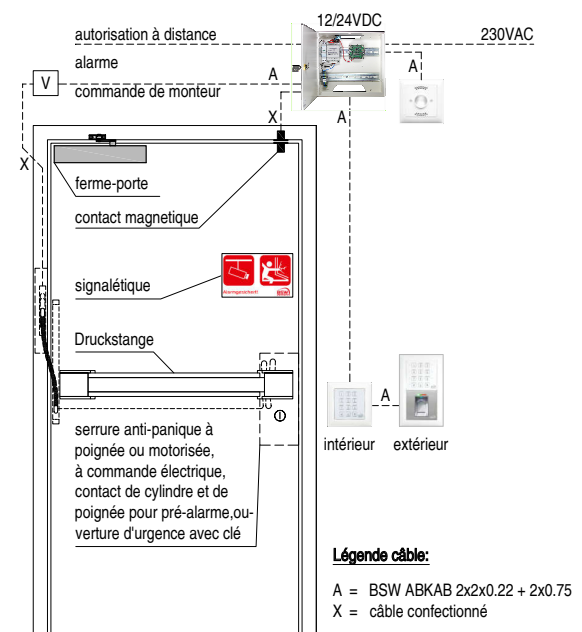 12/24VDC
autorisation à distance
230VAC
alarme
A
A
V
commande de monteur
X
A
X
ferme-porte
contact magnetique
signalétique
Alarmgesichert!
BSW
Druckstange
A
intérieur
extérieur
serrure anti-panique à
poignée ou motorisée,
à commande électrique,
contact de cylindre et de
poignée pour pré-alarme,ou-
verture d'urgence avec clé
Légende câble:
A = BSW ABKAB 2x2x0.22 + 2x0.75
X = câble confectionné